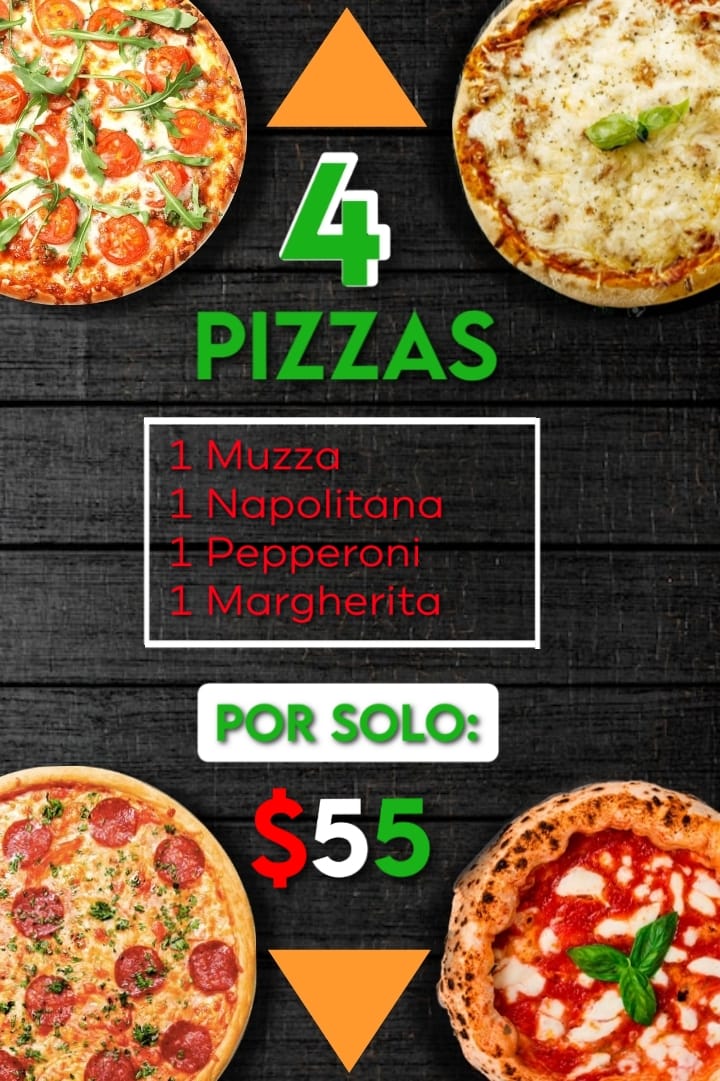 4
PIZZAS
1 Muzza
1 Napolitana
1 Pepperoni
1 Margherita
POR SOLO:
$55